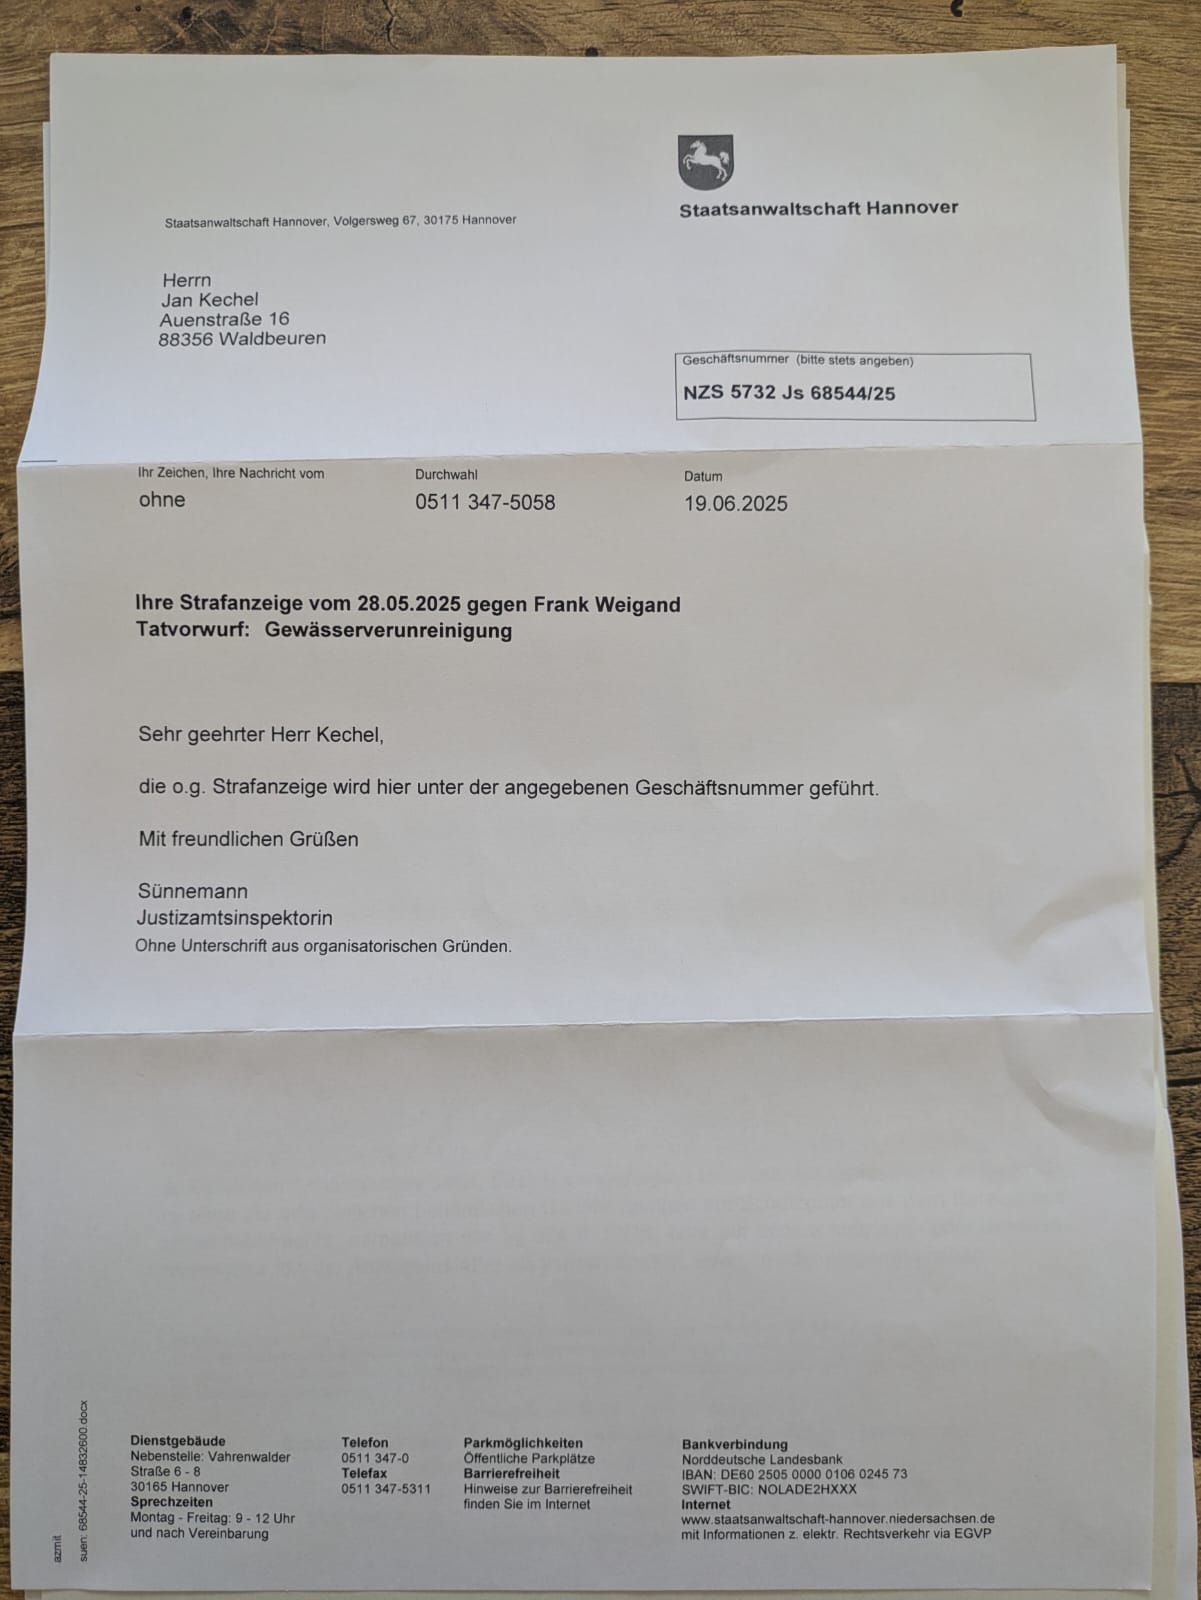 Staatsanwaltschaft Hannover
Staatsanwaltschaft Hannover, Volgersweg 67, 30175 Hannover
Herrn
Jan Kechel
Auenstraße 16
88356 Waldbeuren
Geschäftsnummer (bitte stets angeben)
NZS 5732 Js 68544/25
Ihr Zeichen, Ihre Nachricht vom
ohne
Durchwahl
0511 347-5058
Datum
19.06.2025
Ihre Strafanzeige vom 28.05.2025 gegen Frank Weigand
Tatvorwurf: Gewässerverunreinigung
Sehr geehrter Herr Kechel,
die o.g. Strafanzeige wird hier unter der angegebenen Geschäftsnummer geführt.
Mit freundlichen Grüßen
Sünnemann
Justizamtsinspektorin
Ohne Unterschrift aus organisatorischen Gründen.
azmit
suen: 68544-25-14832600.docx
Dienstgebäude
Nebenstelle: Vahrenwalder
Straße 6 - 8
30165 Hannover
Sprechzeiten
Montag - Freitag: 9 - 12 Uhr
und nach Vereinbarung
Telefon
0511 347-0
Telefax
0511 347-5311
Parkmöglichkeiten
Öffentliche Parkplätze
Barrierefreiheit
Hinweise zur Barrierefreiheit
finden Sie im Internet
Bankverbindung
Norddeutsche Landesbank
IBAN: DE60 2505 0000 0106 0245 73
SWIFT-BIC: NOLADE2HXXX
Internet
www.staatsanwaltschaft-hannover.niedersachsen.de
mit Informationen z. elektr. Rechtsverkehr via EGVP